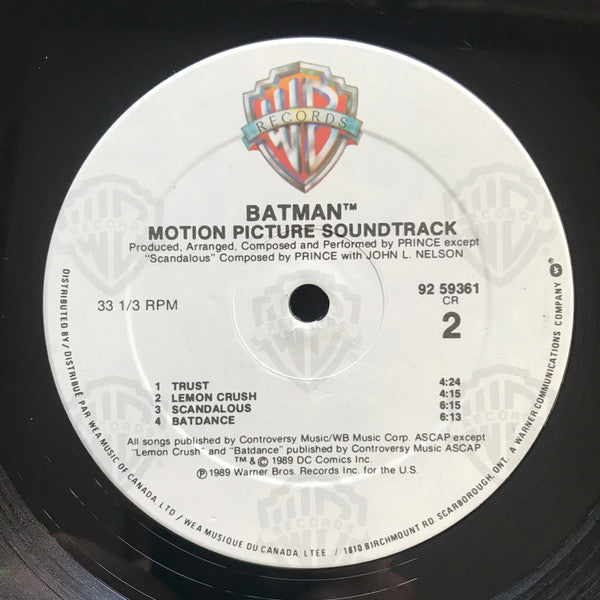 WB
RECORDS
BATMAN™
MOTION PICTURE SOUNDTRACK
Produced, Arranged, Composed and Performed by PRINCE except
"Scandalous" Composed by PRINCE with JOHN L. NELSON
33 1/3 RPM
92 59361
CR
2
1 TRUST 4:24
2 LEMON CRUSH 4:15
3 SCANDALOUS 6:15
4 BATDANCE 6:13
All songs published by Controversy Music/WB Music Corp. ASCAP except
"Lemon Crush" and "Batdance" published by Controversy Music ASCAP
TM & © 1989 DC Comics Inc.
℗ 1989 Warner Bros. Records Inc. for the U.S.
DISTRIBUTED BY / DISTRIBUÉ PAR WEA MUSIC OF CANADA, LTD / WEA MUSIQUE DU CANADA, LTEE. / 1810 BIRCHMOUNT RD. SCARBOROUGH, ONT. A WARNER COMMUNICATIONS COMPANY